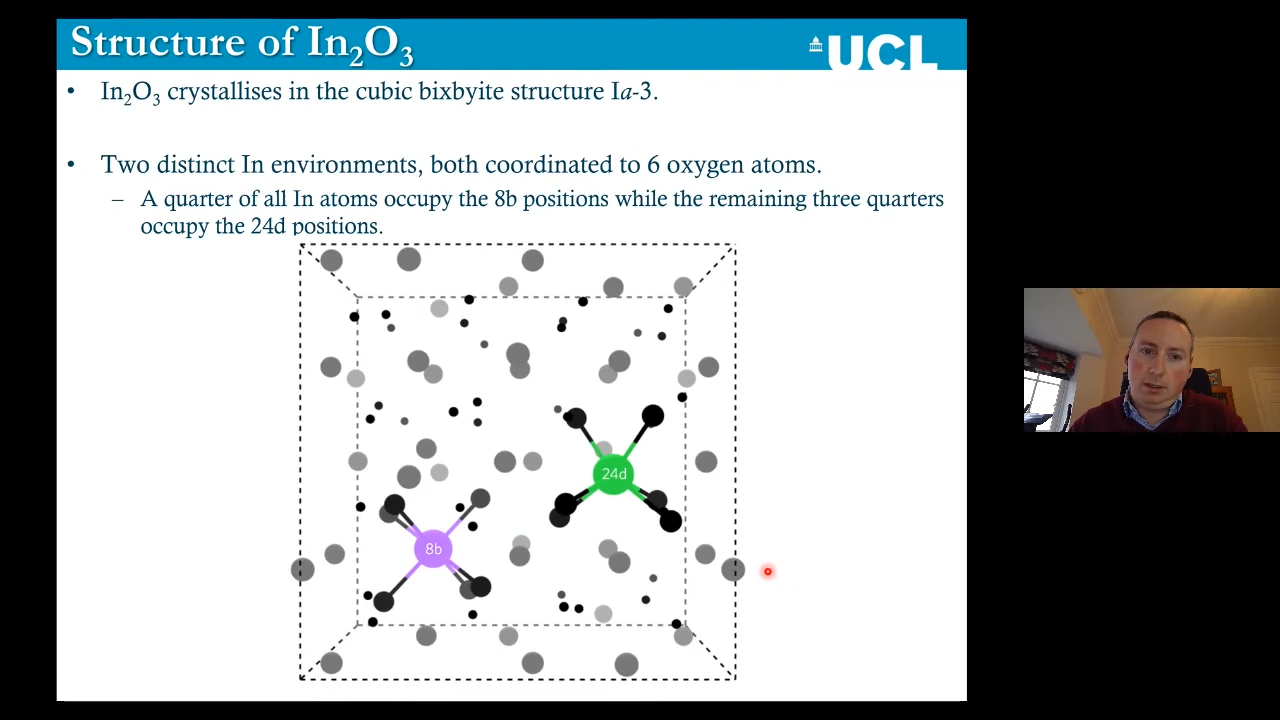 Structure of In₂O₃
UCL
• In₂O₃ crystallises in the cubic bixbyite structure Ia-3.
• Two distinct In environments, both coordinated to 6 oxygen atoms.
– A quarter of all In atoms occupy the 8b positions while the remaining three quarters
occupy the 24d positions.
24d
8b